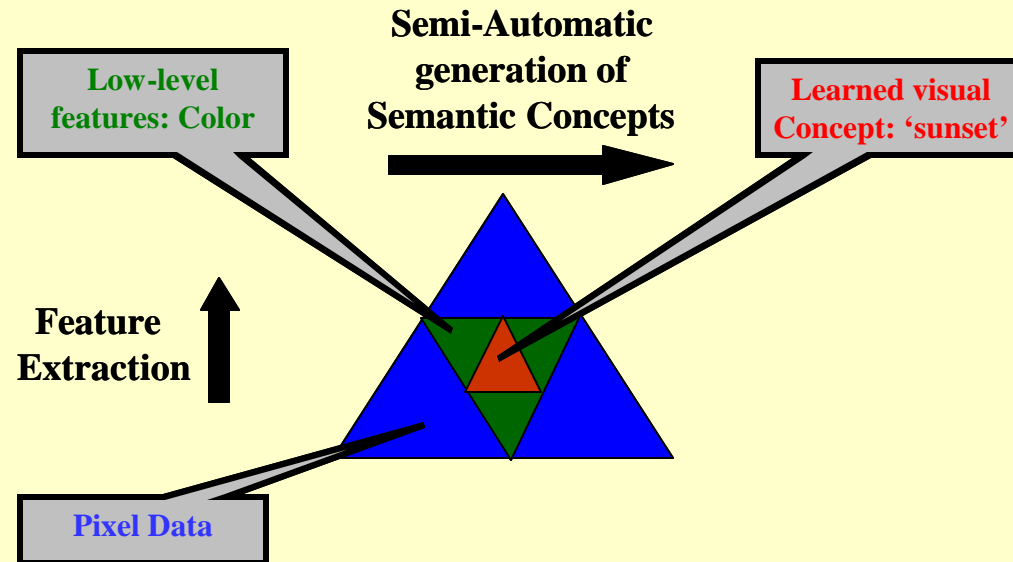 Semi-Automatic
generation of
Semantic Concepts
Low-level
features: Color
Learned visual
Concept: ‘sunset’
Feature
Extraction
Pixel Data